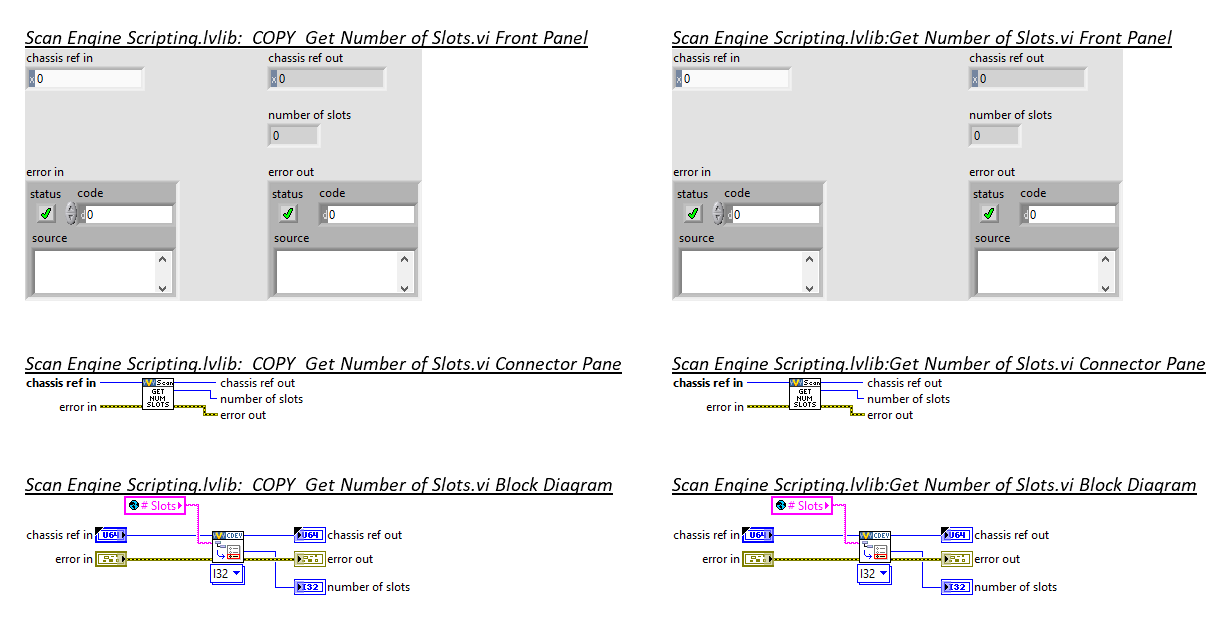 Scan Engine Scripting.lvlib:  COPY  Get Number of Slots.vi Front Panel
chassis ref in
chassis ref out
x 0
x 0
number of slots
0
error in
error out
status
code
status
code
d 0
d 0
source
source
Scan Engine Scripting.lvlib:Get Number of Slots.vi Front Panel
chassis ref in
chassis ref out
x 0
x 0
number of slots
0
error in
error out
status
code
status
code
d 0
d 0
source
source
Scan Engine Scripting.lvlib:  COPY  Get Number of Slots.vi Connector Pane
chassis ref in
Scan
GET
NUM
SLOTS
chassis ref out
number of slots
error in
error out
Scan Engine Scripting.lvlib:Get Number of Slots.vi Connector Pane
chassis ref in
Scan
GET
NUM
SLOTS
chassis ref out
number of slots
error in
error out
Scan Engine Scripting.lvlib:  COPY  Get Number of Slots.vi Block Diagram
# Slots
chassis ref in
U64
CDEV
U64
chassis ref out
error in
error out
I32
I32
number of slots
Scan Engine Scripting.lvlib:Get Number of Slots.vi Block Diagram
# Slots
chassis ref in
U64
CDEV
U64
chassis ref out
error in
error out
I32
I32
number of slots